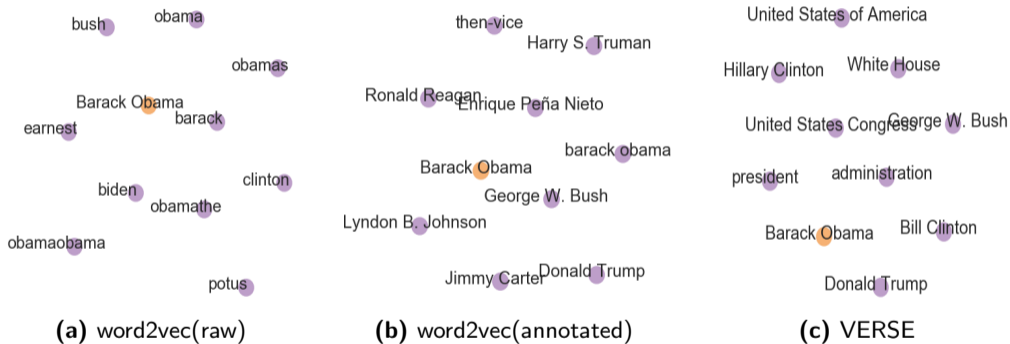 bush
obama
obamas
Barack Obama
barack
earnest
clinton
biden
obamathe
obamaobama
potus
(a) word2vec(raw)
then-vice
Harry S. Truman
Ronald Reagan
Enrique Peña Nieto
barack obama
Barack Obama
George W. Bush
Lyndon B. Johnson
Jimmy Carter
Donald Trump
(b) word2vec(annotated)
United States of America
Hillary Clinton
White House
United States Congress
George W. Bush
president
administration
Barack Obama
Bill Clinton
Donald Trump
(c) VERSE